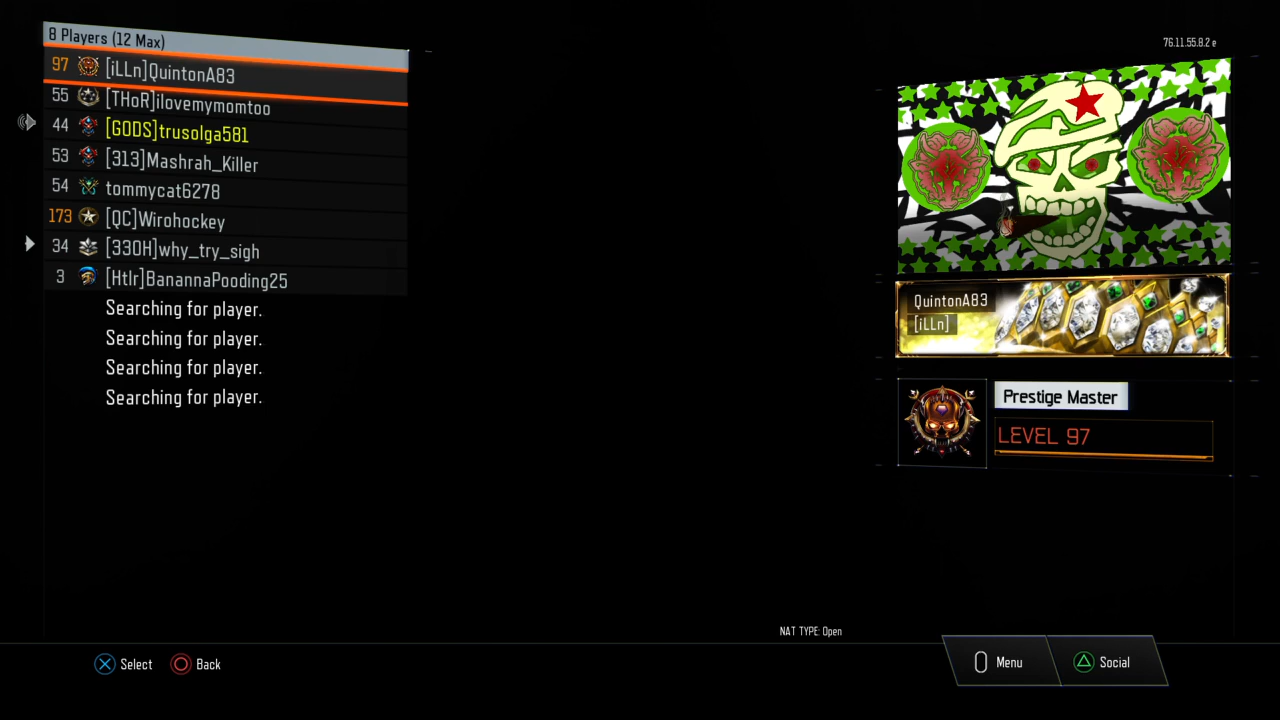 8 Players (12 Max)
76.11.55.8.2 e
97 [iLLn]QuintonA83
55 [THoR]ilovemymomtoo
44 [GODS]trusolga581
53 [313]Mashrah_Killer
54 tommycat6278
173 [QC]Wirohockey
34 [330H]why_try_sigh
3 [Htlr]BanannaPooding25
Searching for player.
Searching for player.
Searching for player.
Searching for player.
QuintonA83
[iLLn]
Prestige Master
LEVEL 97
NAT TYPE: Open
Select Back
Menu Social